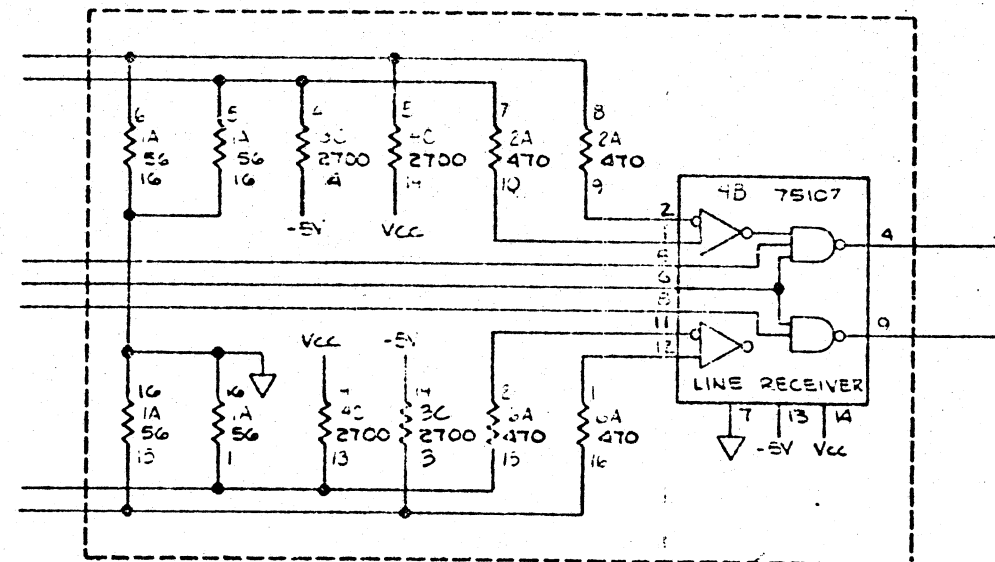 6 5 4 5 7 8
1A 1A 3C 4C 2A 2A
56 56 2700 2700 470 470
16 16 A 14 10 9
-5V VCC
4B 75107
2
1
5
6
8
11
12
4
9
LINE RECEIVER
7 13 14
-5V Vcc
Vcc -5V
16 16 14 2 1
1A 1A 4C 3C 6A 6A
56 56 2700 2700 470 470
15 1 13 3 15 16